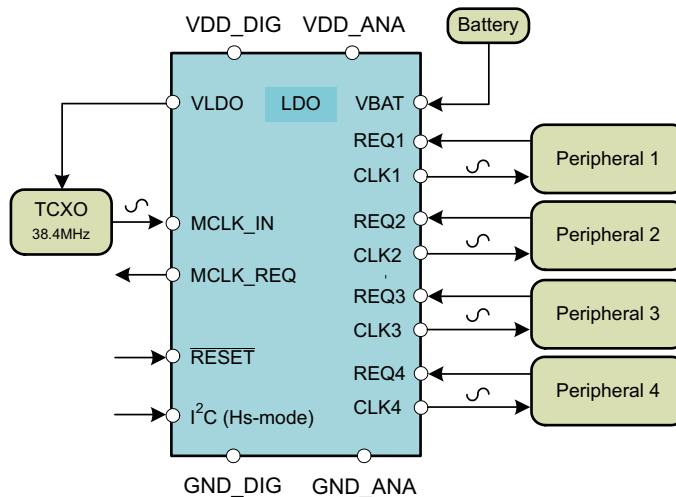 VDD_DIG
VDD_ANA
Battery
VLDO
LDO
VBAT
REQ1
CLK1
Peripheral 1
TCXO
38.4MHz
MCLK_IN
REQ2
CLK2
Peripheral 2
MCLK_REQ
REQ3
CLK3
Peripheral 3
RESET
REQ4
CLK4
Peripheral 4
I²C (Hs-mode)
GND_DIG
GND_ANA